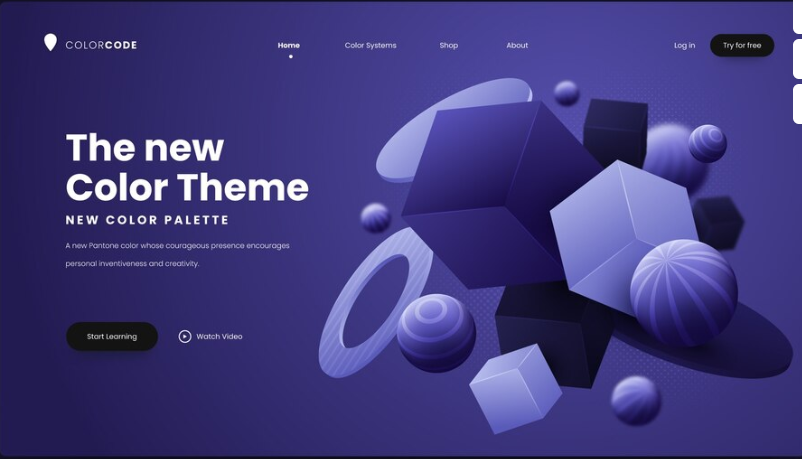 COLORCODE
Home
Color Systems
Shop
About
Log in
Try for free
The new
Color Theme
NEW COLOR PALETTE
A new Pantone color whose courageous presence encourages
personal inventiveness and creativity.
Start Learning
Watch Video